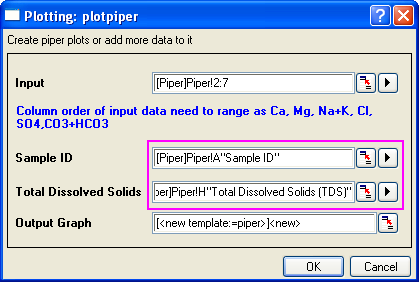 Plotting: plotpiper
Create piper plots or add more data to it
Input [Piper]Piper!2:7
Column order of input data need to range as Ca, Mg, Na+K, Cl,
SO4,CO3+HCO3
Sample ID [Piper]Piper!A"Sample ID"
Total Dissolved Solids per]Piper!H"Total Dissolved Solids (TDS)"
Output Graph [<new template:=piper>]<new>
OK Cancel